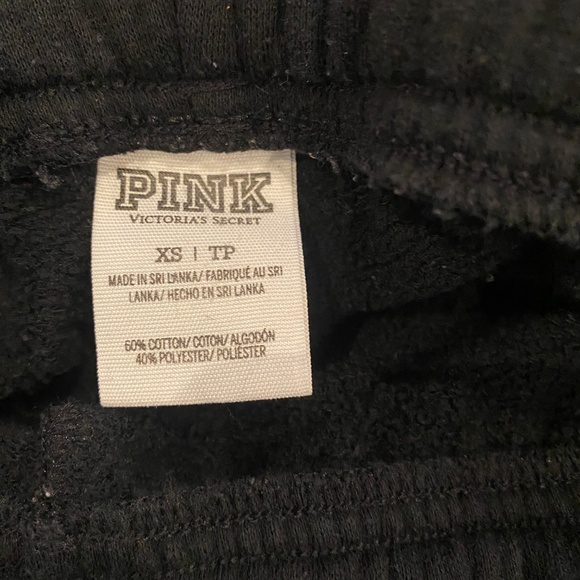 PINK
VICTORIA'S SECRET
XS | TP
MADE IN SRI LANKA/ FABRIQUÉ AU SRI
LANKA/ HECHO EN SRI LANKA
60% COTTON/ COTON/ ALGODÓN
40% POLYESTER/ POLIÉSTER